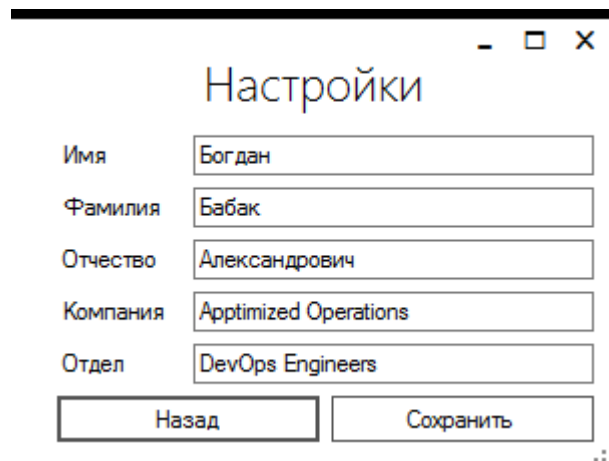 Настройки
Имя Богдан
Фамилия Бабак
Отчество Александрович
Компания Apptimized Operations
Отдел DevOps Engineers
Назад Сохранить